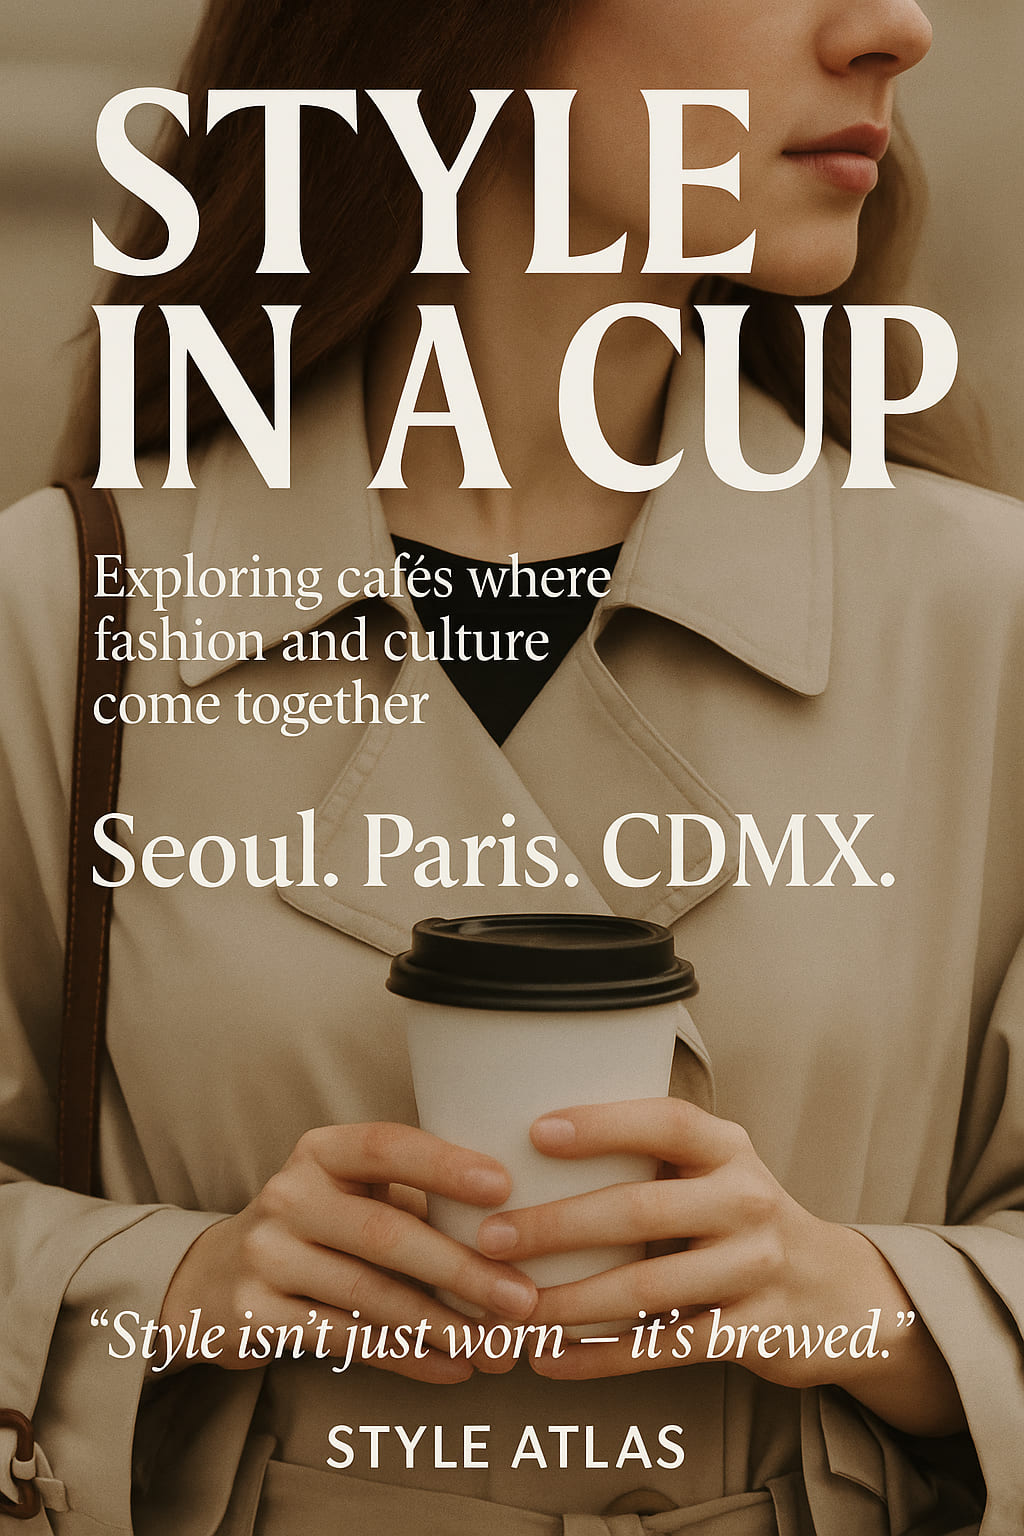 STYLE
IN A CUP
Exploring cafés where
fashion and culture
come together
Seoul. Paris. CDMX.
“Style isn’t just worn – it’s brewed.”
STYLE ATLAS